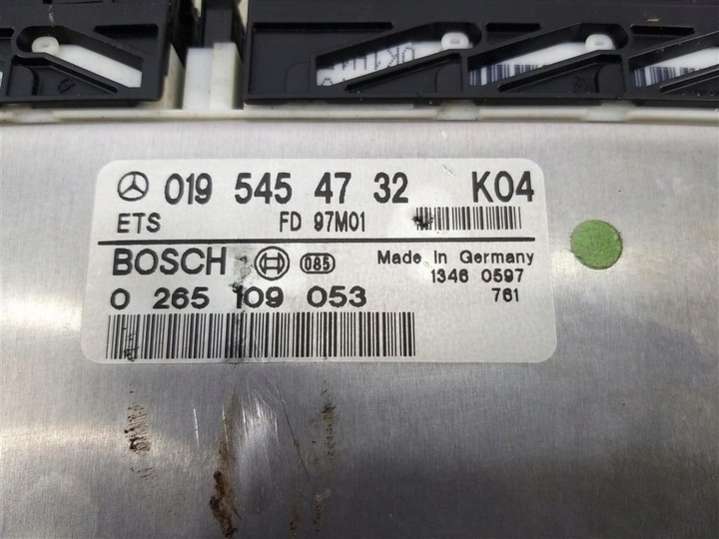 019 545 47 32 K04
ETS FD 97M01
BOSCH 085 Made in Germany
1346 0597
0 265 109 053 761